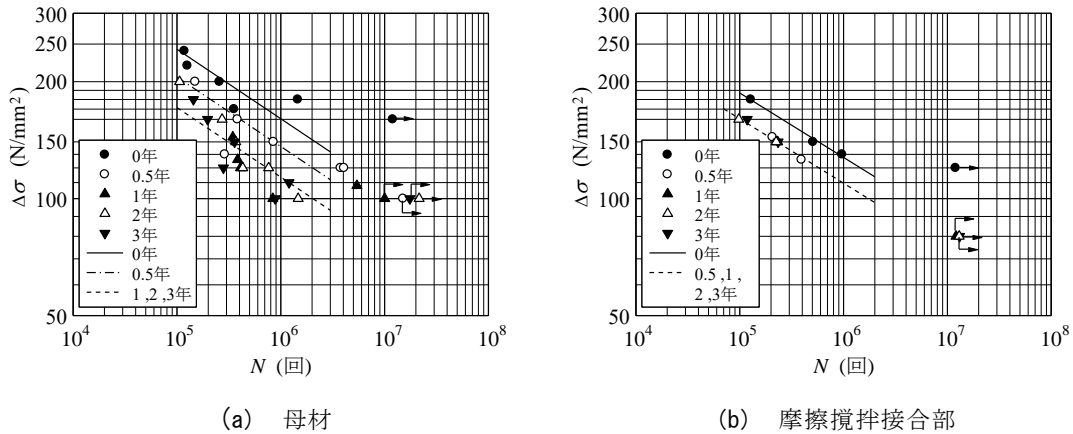 300
250
200
150
100
50
Δσ (N/mm²)
0年
0.5年
1年
2年
3年
0年
0.5年
1 ,2 ,3年
10⁴ 10⁵ 10⁶ 10⁷ 10⁸
N (回)
(a) 母材
300
250
200
150
100
50
Δσ (N/mm²)
0年
0.5年
1年
2年
3年
0年
0.5 ,1 ,
2 ,3年
10⁴ 10⁵ 10⁶ 10⁷ 10⁸
N (回)
(b) 摩擦撹拌接合部